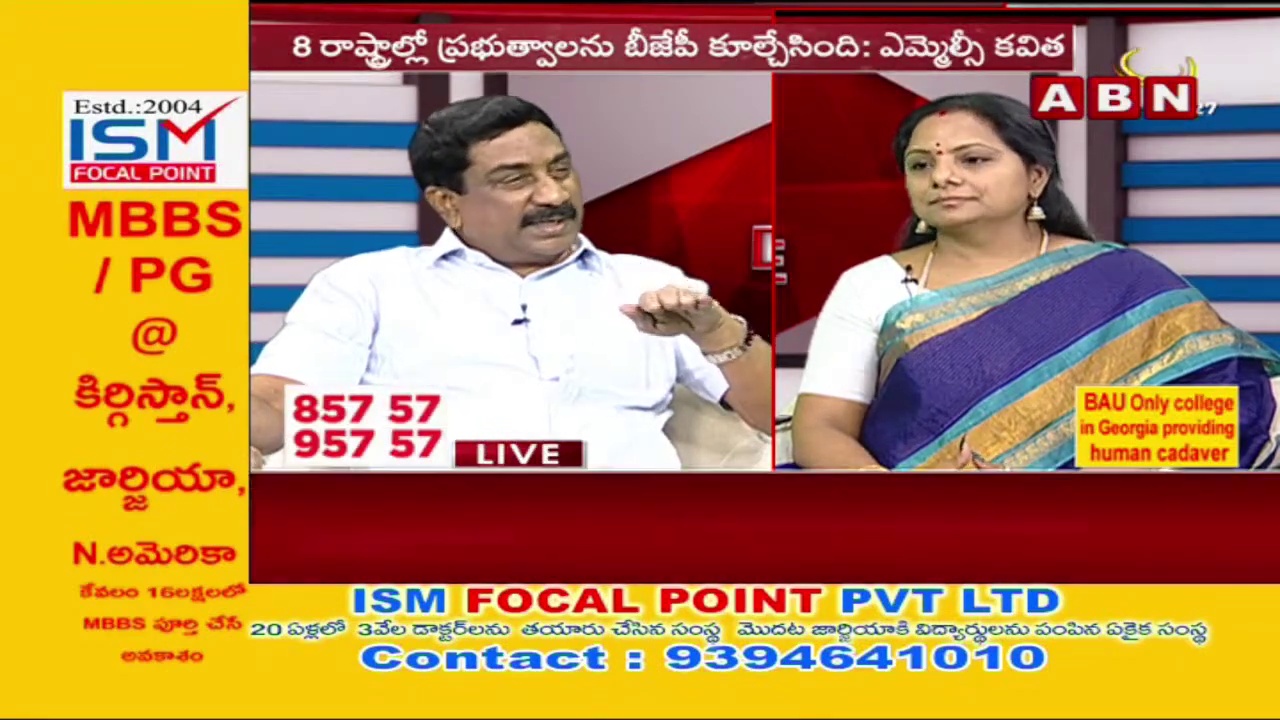 8 రాష్ట్రాల్లో ప్రభుత్వాలను బీజేపీ కూల్చేసింది: ఎమ్మెల్సీ కవిత
ABN
27
Estd.:2004
ISM
FOCAL POINT
MBBS
/ PG
@
కిర్గిస్తాన్,
జార్జియా,
N.అమెరికా
కేవలం 16లక్షలలో
MBBS పూర్తి చేసే
అవకాశం
857 57
957 57
LIVE
BAU Only college
in Georgia providing
human cadaver
ISM FOCAL POINT PVT LTD
20 ఏళ్లలో 3వేల డాక్టర్‌లను తయారు చేసిన సంస్థ మొదట జార్జియాకి విద్యార్థులను పంపిన ఏకైక సంస్థ
Contact : 9394641010